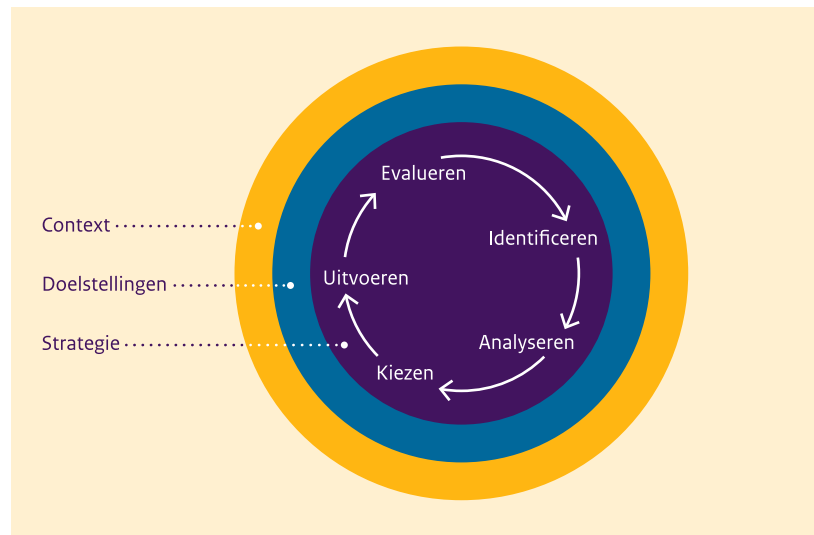 Context
Doelstellingen
Strategie
Evalueren
Identificeren
Analyseren
Kiezen
Uitvoeren